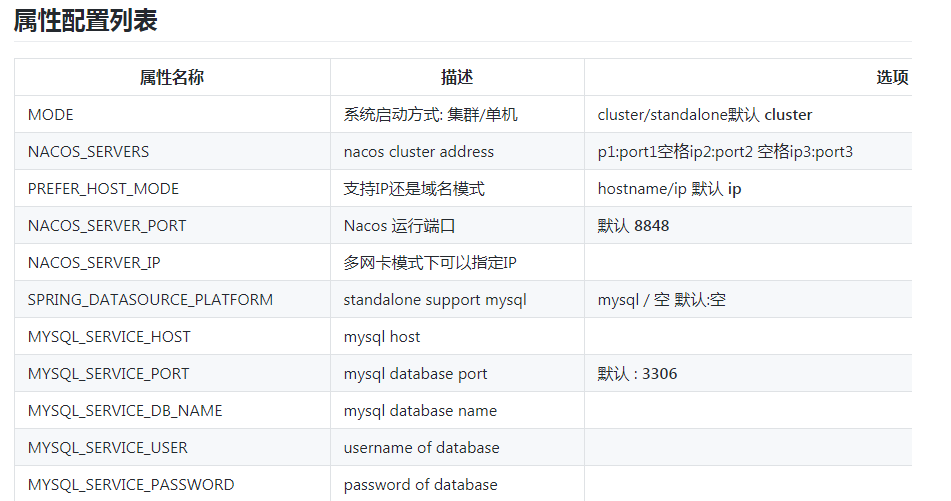 属性配置列表
属性名称 描述 选项
MODE 系统启动方式: 集群/单机 cluster/standalone默认 cluster
NACOS_SERVERS nacos cluster address p1:port1空格ip2:port2 空格ip3:port3
PREFER_HOST_MODE 支持IP还是域名模式 hostname/ip 默认 ip
NACOS_SERVER_PORT Nacos 运行端口 默认 8848
NACOS_SERVER_IP 多网卡模式下可以指定IP
SPRING_DATASOURCE_PLATFORM standalone support mysql mysql / 空 默认:空
MYSQL_SERVICE_HOST mysql host
MYSQL_SERVICE_PORT mysql database port 默认 : 3306
MYSQL_SERVICE_DB_NAME mysql database name
MYSQL_SERVICE_USER username of database
MYSQL_SERVICE_PASSWORD password of database